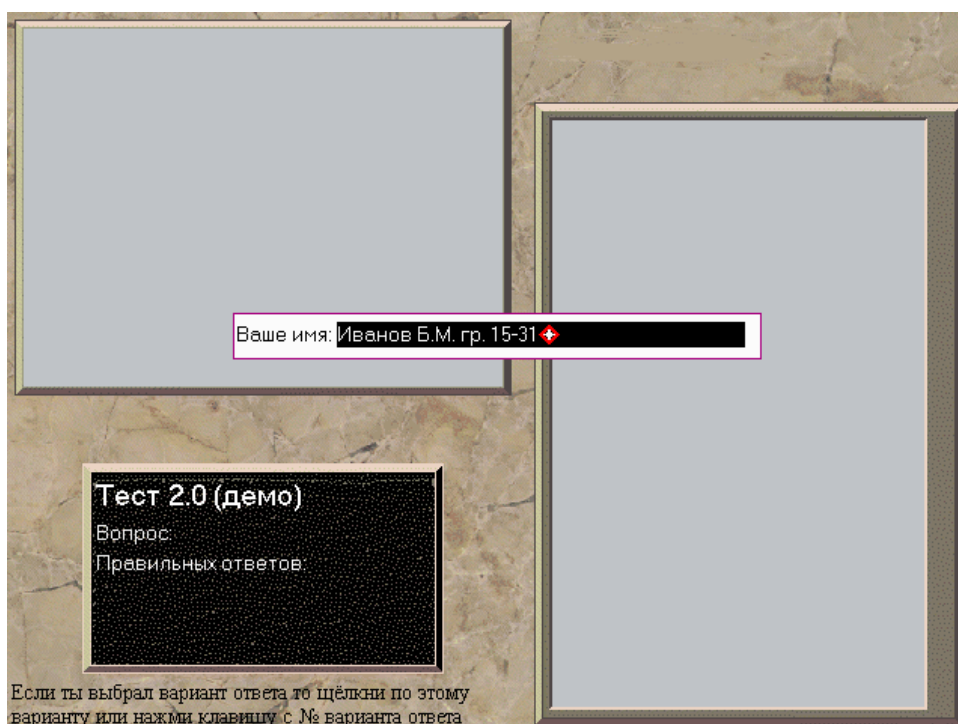 Ваше имя: Иванов Б.М. гр. 15-31
Тест 2.0 (демо)
Вопрос:
Правильных ответов:
Если ты выбрал вариант ответа то щёлкни по этому
варианту или нажми клавишу с № варианта ответа